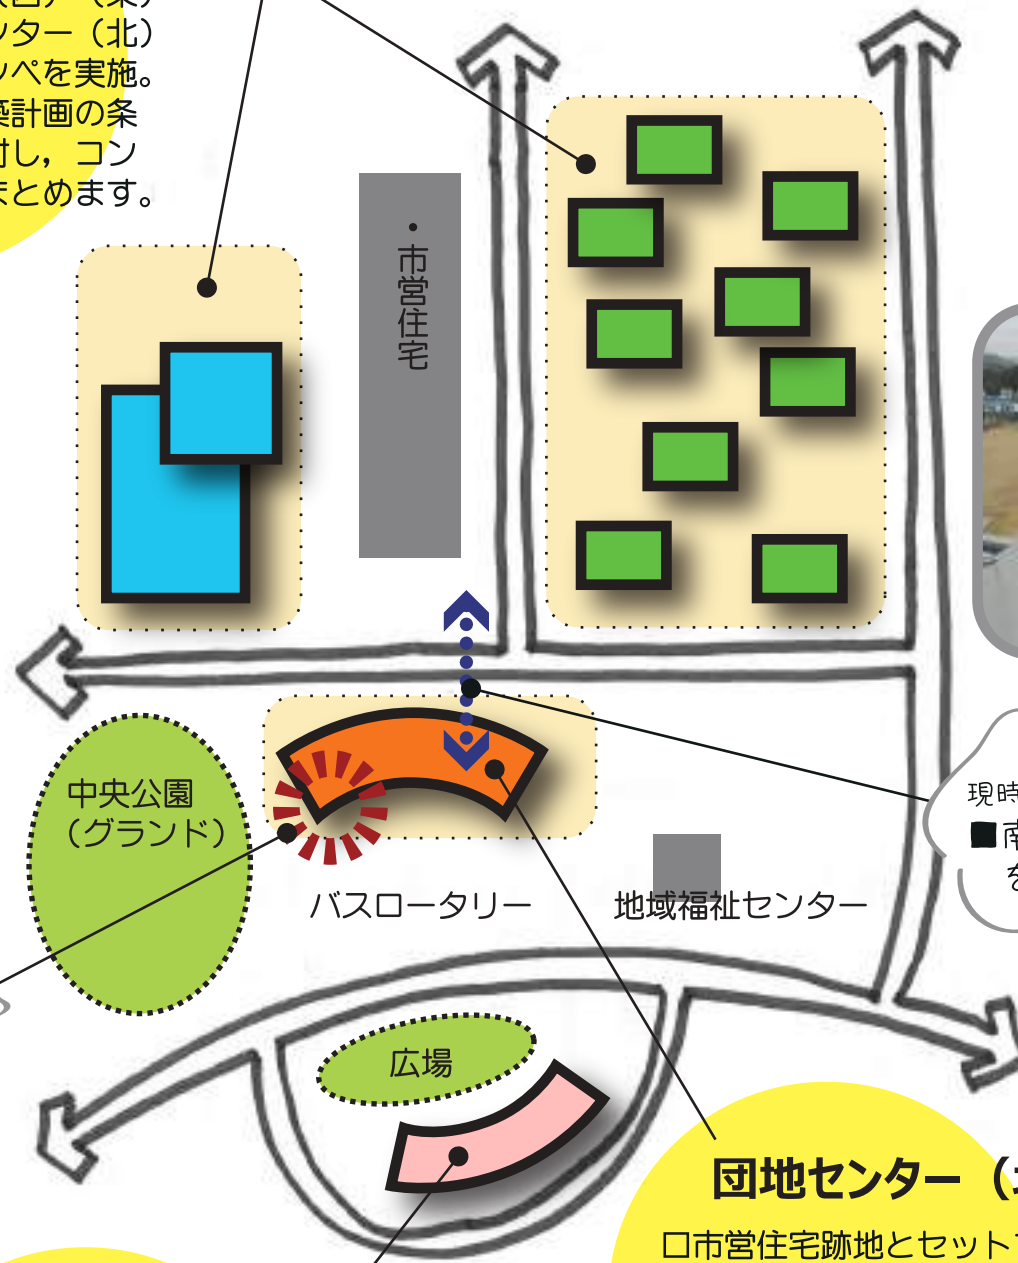 ンター（北）
ンペを実施。
築計画の条
討し，コン
まとめます。
・市営住宅
中央公園
（グランド）
バスロータリー
地域福祉センター
現時
■南
を
広場
団地センター（
□市営住宅跡地とセット